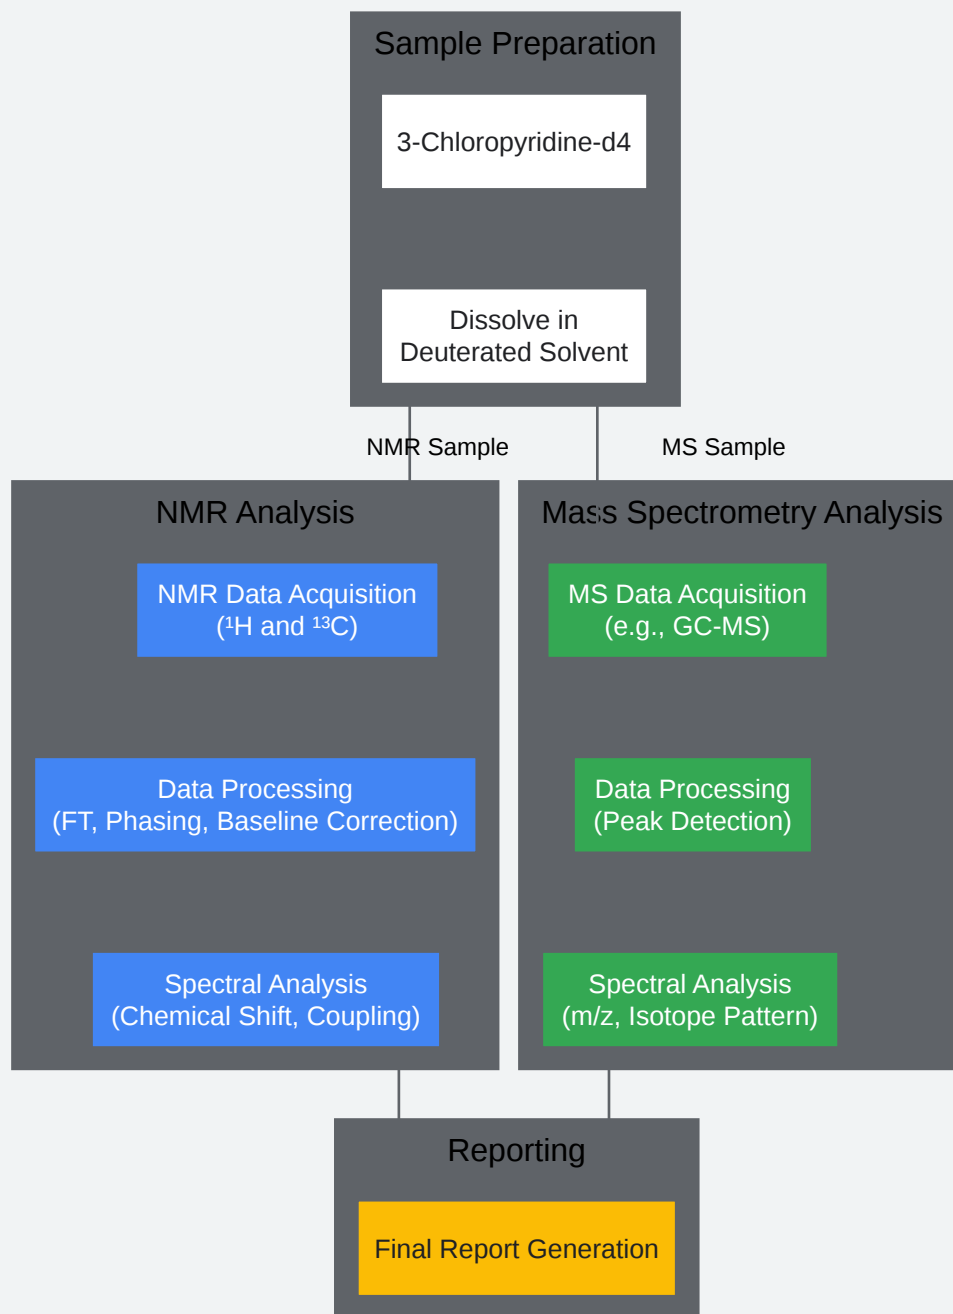 Sample Preparation
3-Chloropyridine-d4
Dissolve in
Deuterated Solvent
NMR Sample
MS Sample
NMR Analysis
NMR Data Acquisition
(¹H and ¹³C)
Data Processing
(FT, Phasing, Baseline Correction)
Spectral Analysis
(Chemical Shift, Coupling)
Mass Spectrometry Analysis
MS Data Acquisition
(e.g., GC-MS)
Data Processing
(Peak Detection)
Spectral Analysis
(m/z, Isotope Pattern)
Reporting
Final Report Generation